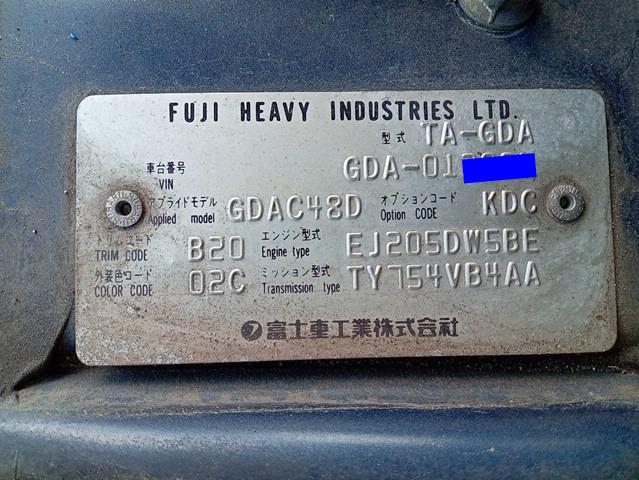 FUJI HEAVY INDUSTRIES LTD.
型式 TA-GDA
車台番号 GDA-01
VIN
アプライドモデル GDAC48D オプションコード KDC
Applied model Option CODE
トリムコード B20 エンジン型式 EJ205DW5BE
TRIM CODE Engine type
外装色コード 02C ミッション型式 TY754VB4AA
COLOR CODE Transmission type
富士重工業株式会社